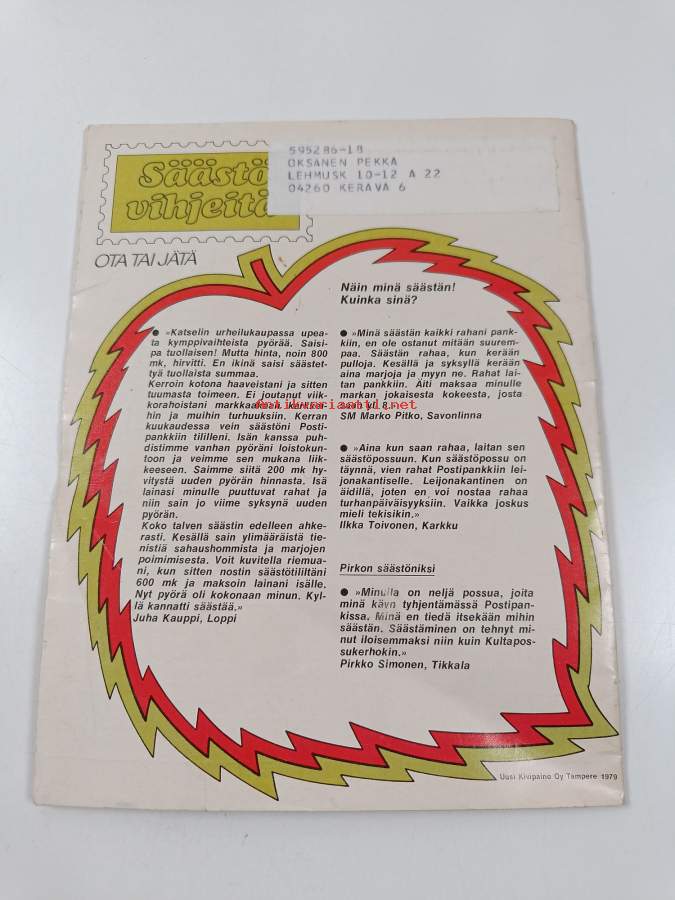 Säästö
vihjeitä
595286-18
OKSANEN PEKKA
LEHMUSK 10-12 A 22
04260 KERAVA 6
OTA TAI JÄTÄ
● »Katselin urheilukaupassa upea-
ta kymppivaihteista pyörää. Saisi-
pa tuollaisen! Mutta hinta, noin 800
mk, hirvitti. En ikinä saisi säästet-
tyä tuollaista summaa.
Kerroin kotona haaveistani ja sitten
tuumasta toimeen. Ei joutanut viik-
korahoistani markkaakaan karkkei-
hin ja muihin turhuuksiin. Kerran
kuukaudessa vein säästöni Posti-
pankkiin tililleni. Isän kanssa puh-
distimme vanhan pyöräni loistokun-
toon ja veimme sen mukana liik-
keeseen. Saimme siitä 200 mk hy-
vitystä uuden pyörän hinnasta. Isä
lainasi minulle puuttuvat rahat ja
niin sain jo viime syksynä uuden
pyörän.
Koko talven säästin edelleen ahke-
rasti. Kesällä sain ylimääräistä tie-
nistiä sahaushommista ja marjojen
poimimisesta. Voit kuvitella riemua-
ni, kun sitten nostin säästötililtäni
600 mk ja maksoin lainani isälle.
Nyt pyörä oli kokonaan minun. Kyl-
lä kannatti säästää.»
Juha Kauppi, Loppi
Näin minä säästän!
Kuinka sinä?
● »Minä säästän kaikki rahani pank-
kiin, en ole ostanut mitään suurem-
paa. Säästän rahaa, kun kerään
pulloja. Kesällä ja syksyllä kerään
aina marjoja ja myyn ne. Rahat lai-
tan pankkiin. Äiti maksaa minulle
markan jokaisesta kokeesta, josta
saan yli 8.»
SM Marko Pitko, Savonlinna
● »Aina kun saan rahaa, laitan sen
säästöpossuun. Kun säästöpossu on
täynnä, vien rahat Postipankkiin lei-
jonakantiselle. Leijonakantinen on
äidillä, joten en voi nostaa rahaa
turhanpäiväisyyksiin. Vaikka joskus
mieli tekisikin.»
Ilkka Toivonen, Karkku
Pirkon säästöniksi
● »Minulla on neljä possua, joita
minä käyn tyhjentämässä Postipan-
kissa. Minä en tiedä itsekään mihin
säästän. Säästäminen on tehnyt mi-
nut iloisemmaksi niin kuin Kultapos-
sukerhokin.»
Pirkko Simonen, Tikkala
Uusi Kivipaino Oy Tampere 1979
Antikvariaatti.net